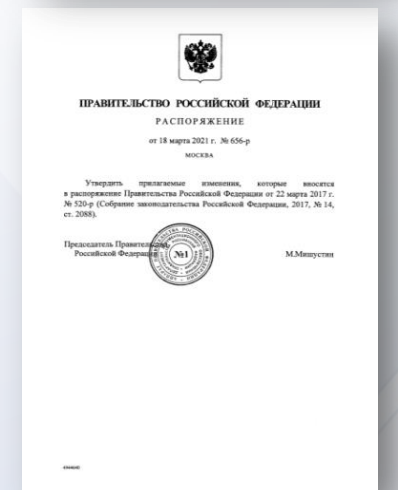 ПРАВИТЕЛЬСТВО РОССИЙСКОЙ ФЕДЕРАЦИИ
РАСПОРЯЖЕНИЕ
от 18 марта 2021 г. № 656-р
МОСКВА
Утвердить прилагаемые изменения, которые вносятся
в распоряжение Правительства Российской Федерации от 22 марта 2017 г.
№ 520-р (Собрание законодательства Российской Федерации, 2017, № 14,
ст. 2088).
Председатель Правительства
Российской Федерации
№1
М.Мишустин